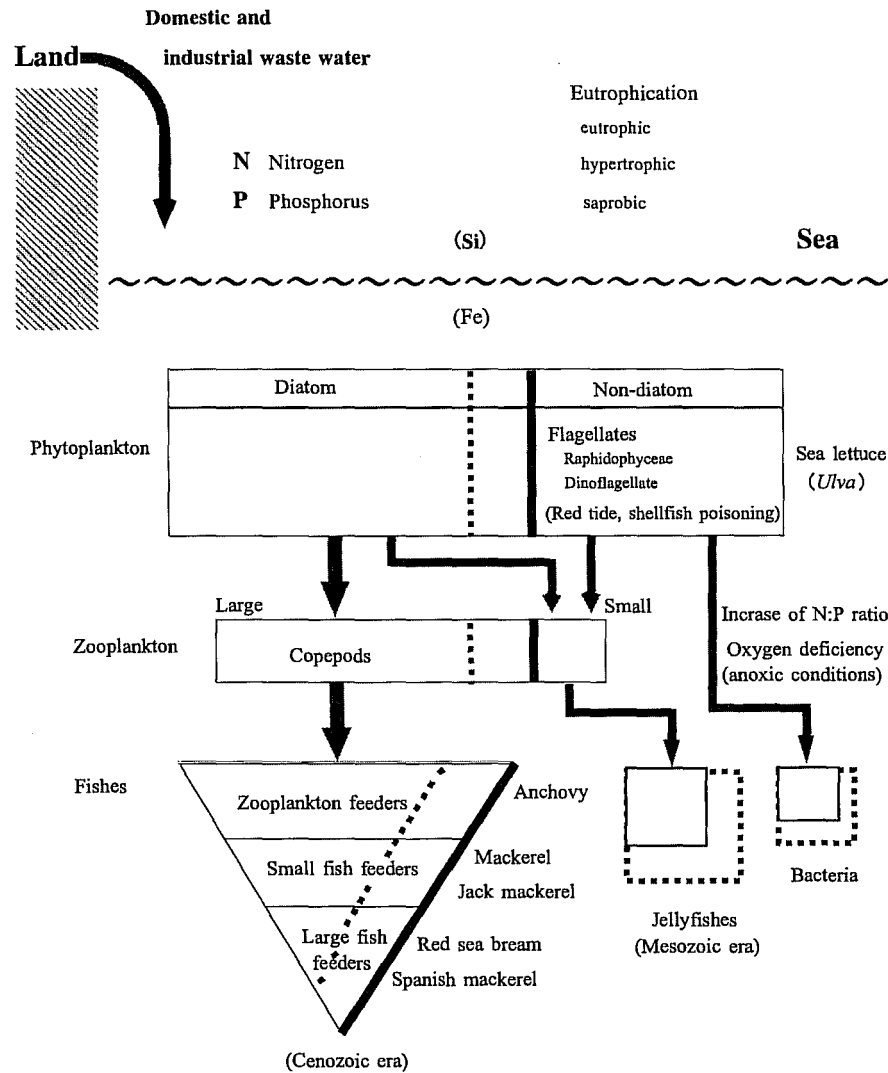 Domestic and
Land industrial waste water
Eutrophication
eutrophic
N Nitrogen hypertrophic
P Phosphorus saprobic
(Si) Sea
(Fe)
Diatom Non-diatom
Phytoplankton Flagellates Sea lettuce
Raphidophyceae (Ulva)
Dinoflagellate
(Red tide, shellfish poisoning)
Large Small
Incrase of N:P ratio
Zooplankton Copepods Oxygen deficiency
(anoxic conditions)
Fishes Zooplankton feeders Anchovy
Small fish feeders Mackerel
Jack mackerel Bacteria
Large fish Jellyfishes
feeders Red sea bream (Mesozoic era)
Spanish mackerel
(Cenozoic era)